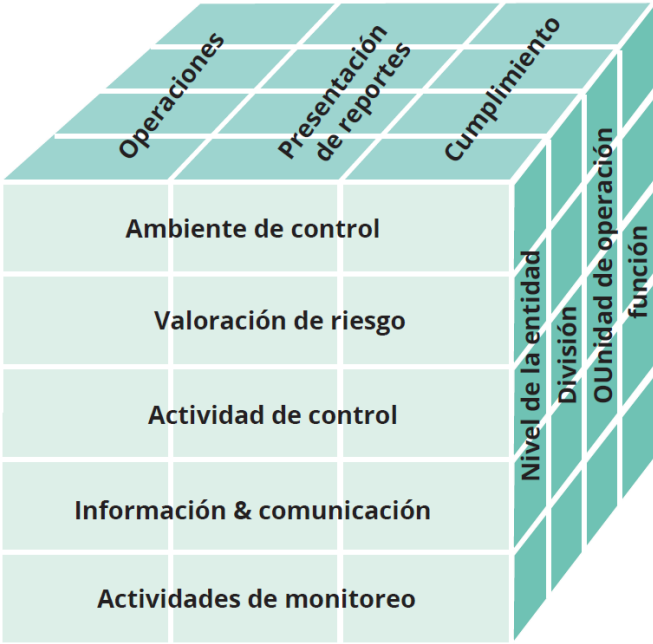 Operaciones
Presentación
de reportes
Cumplimiento
Ambiente de control
Valoración de riesgo
Actividad de control
Información & comunicación
Actividades de monitoreo
Nivel de la entidad
División
OUnidad de operación
función